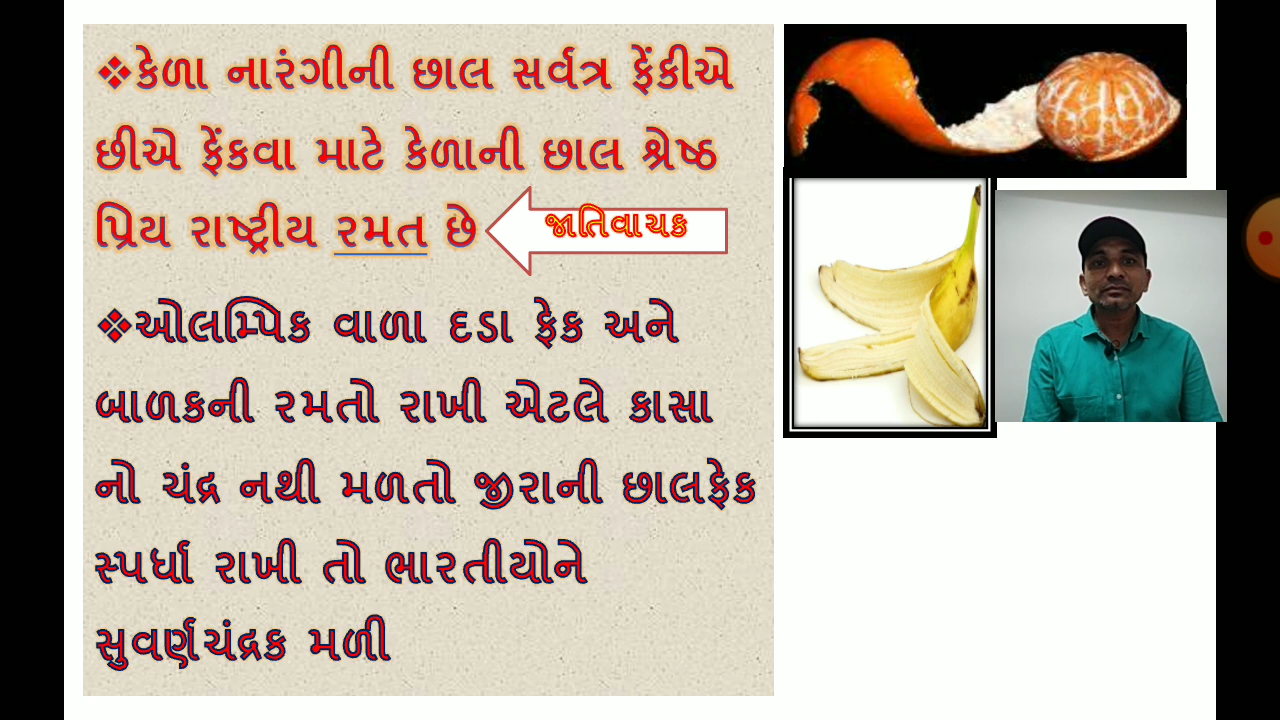 ❖કેળા નારંગીની છાલ સર્વત્ર ફેંકીએ
છીએ ફેંકવા માટે કેળાની છાલ શ્રેષ્ઠ
પ્રિય રાષ્ટ્રીય રમત છે
જાતિવાચક
❖ઓલમ્પિક વાળા દડા ફેક અને
બાળકની રમતો રાખી એટલે કાસા
નો ચંદ્ર નથી મળતો જીરાની છાલફેક
સ્પર્ધા રાખી તો ભારતીયોને
સુવર્ણચંદ્રક મળી